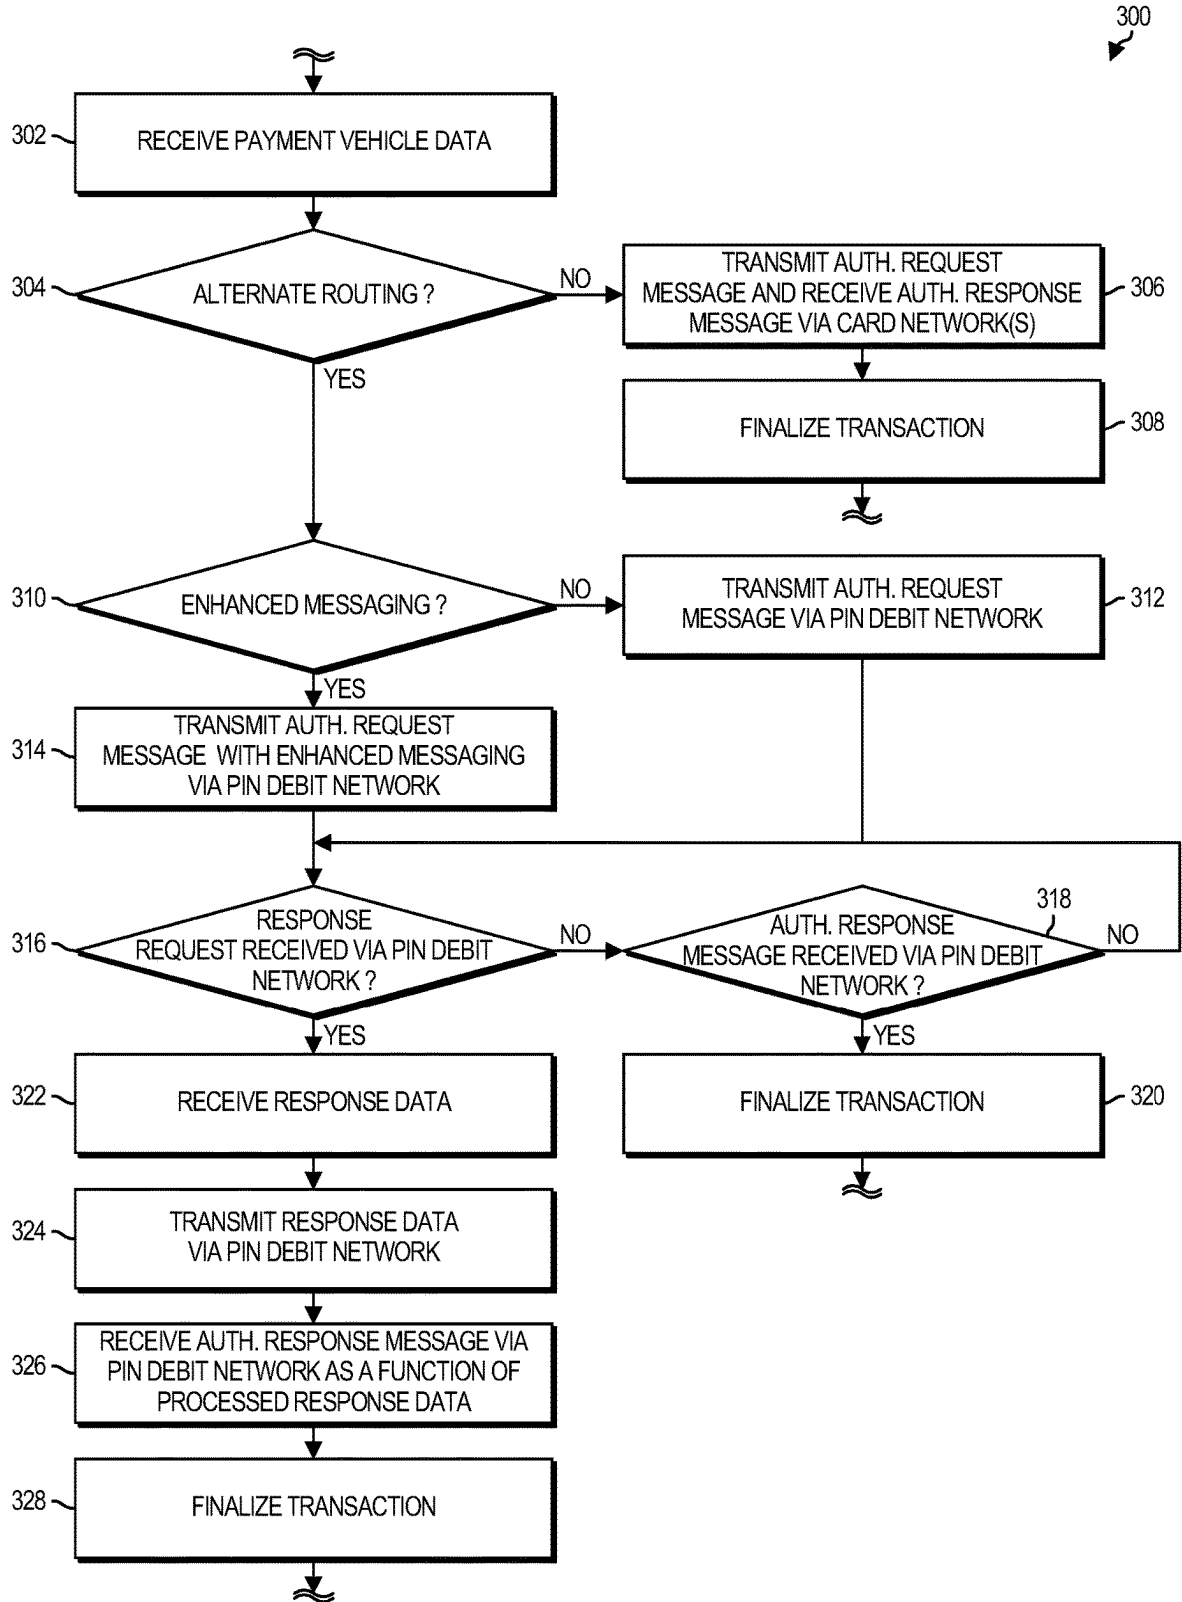 300
302
RECEIVE PAYMENT VEHICLE DATA
304
ALTERNATE ROUTING ?
NO
TRANSMIT AUTH. REQUEST
MESSAGE AND RECEIVE AUTH. RESPONSE
MESSAGE VIA CARD NETWORK(S)
306
YES
FINALIZE TRANSACTION
308
310
ENHANCED MESSAGING ?
NO
TRANSMIT AUTH. REQUEST
MESSAGE VIA PIN DEBIT NETWORK
312
YES
314
TRANSMIT AUTH. REQUEST
MESSAGE WITH ENHANCED MESSAGING
VIA PIN DEBIT NETWORK
316
RESPONSE
REQUEST RECEIVED VIA PIN DEBIT
NETWORK ?
NO
318
AUTH. RESPONSE
MESSAGE RECEIVED VIA PIN DEBIT
NETWORK ?
NO
YES
YES
322
RECEIVE RESPONSE DATA
FINALIZE TRANSACTION
320
324
TRANSMIT RESPONSE DATA
VIA PIN DEBIT NETWORK
326
RECEIVE AUTH. RESPONSE MESSAGE VIA
PIN DEBIT NETWORK AS A FUNCTION OF
PROCESSED RESPONSE DATA
328
FINALIZE TRANSACTION